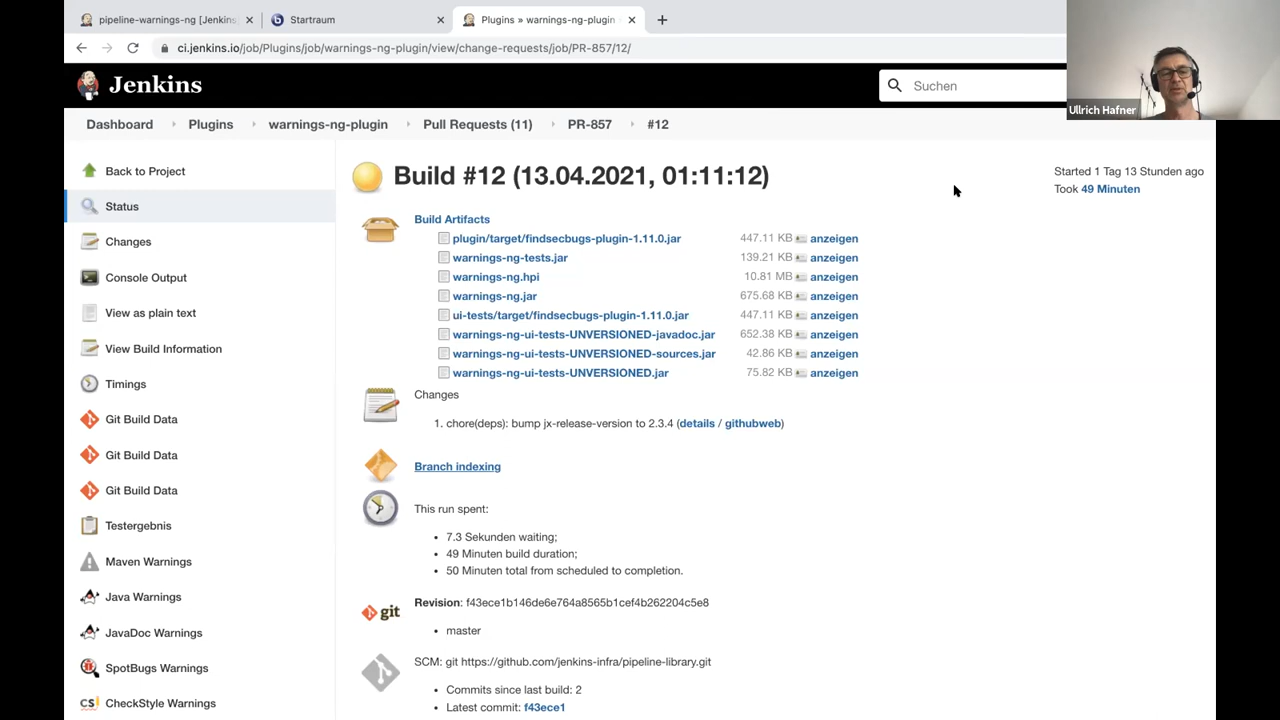 pipeline-warnings-ng [Jenkins
Startraum
Plugins » warnings-ng-plugin
ci.jenkins.io/job/Plugins/job/warnings-ng-plugin/view/change-requests/job/PR-857/12/
Jenkins
Suchen
Ullrich Hafner
Dashboard
Plugins
warnings-ng-plugin
Pull Requests (11)
PR-857
#12
Back to Project
Status
Changes
Console Output
View as plain text
View Build Information
Timings
Git Build Data
Git Build Data
Git Build Data
Testergebnis
Maven Warnings
Java Warnings
JavaDoc Warnings
SpotBugs Warnings
CheckStyle Warnings
Build #12 (13.04.2021, 01:11:12)
Started 1 Tag 13 Stunden ago
Took 49 Minuten
Build Artifacts
plugin/target/findsecbugs-plugin-1.11.0.jar 447.11 KB anzeigen
warnings-ng-tests.jar 139.21 KB anzeigen
warnings-ng.hpi 10.81 MB anzeigen
warnings-ng.jar 675.68 KB anzeigen
ui-tests/target/findsecbugs-plugin-1.11.0.jar 447.11 KB anzeigen
warnings-ng-ui-tests-UNVERSIONED-javadoc.jar 652.38 KB anzeigen
warnings-ng-ui-tests-UNVERSIONED-sources.jar 42.86 KB anzeigen
warnings-ng-ui-tests-UNVERSIONED.jar 75.82 KB anzeigen
Changes
1. chore(deps): bump jx-release-version to 2.3.4 (details / githubweb)
Branch indexing
This run spent:
• 7.3 Sekunden waiting;
• 49 Minuten build duration;
• 50 Minuten total from scheduled to completion.
git
Revision: f43ece1b146de6e764a8565b1cef4b262204c5e8
• master
SCM: git https://github.com/jenkins-infra/pipeline-library.git
• Commits since last build: 2
• Latest commit: f43ece1